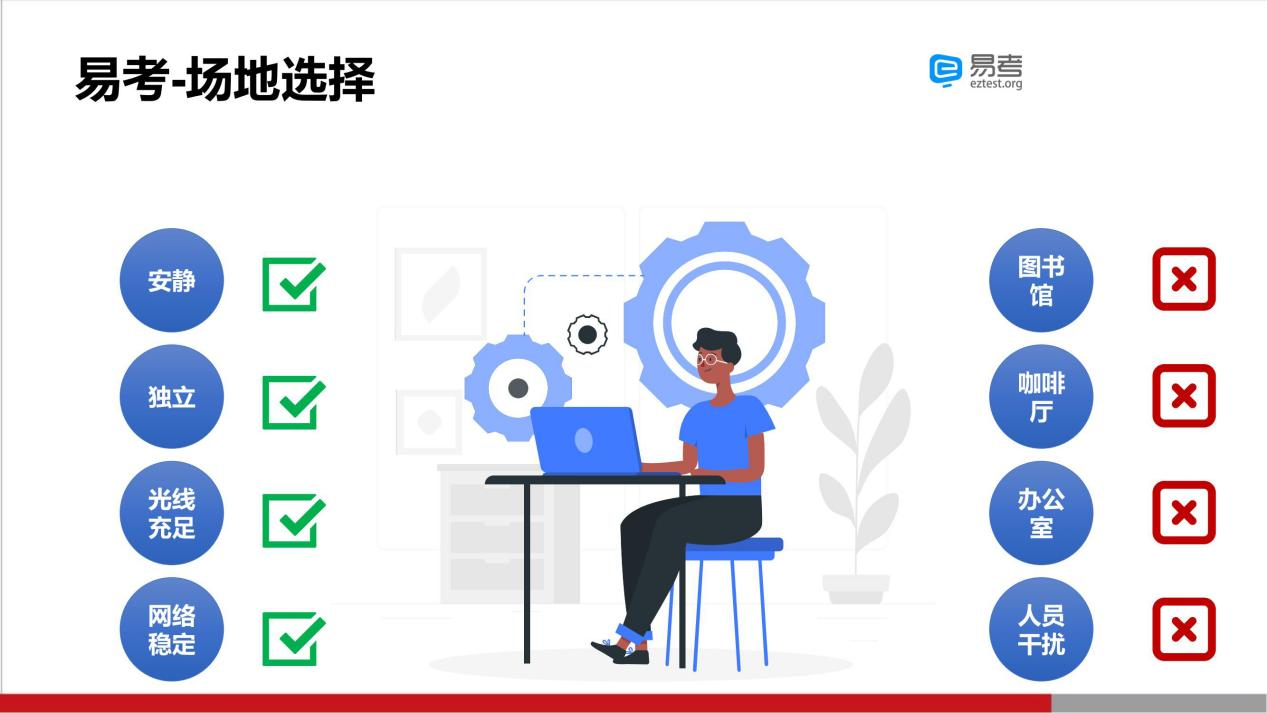 易考-场地选择
易考
eztest.org
安静
独立
光线
充足
网络
稳定
图书
馆
咖啡
厅
办公
室
人员
干扰